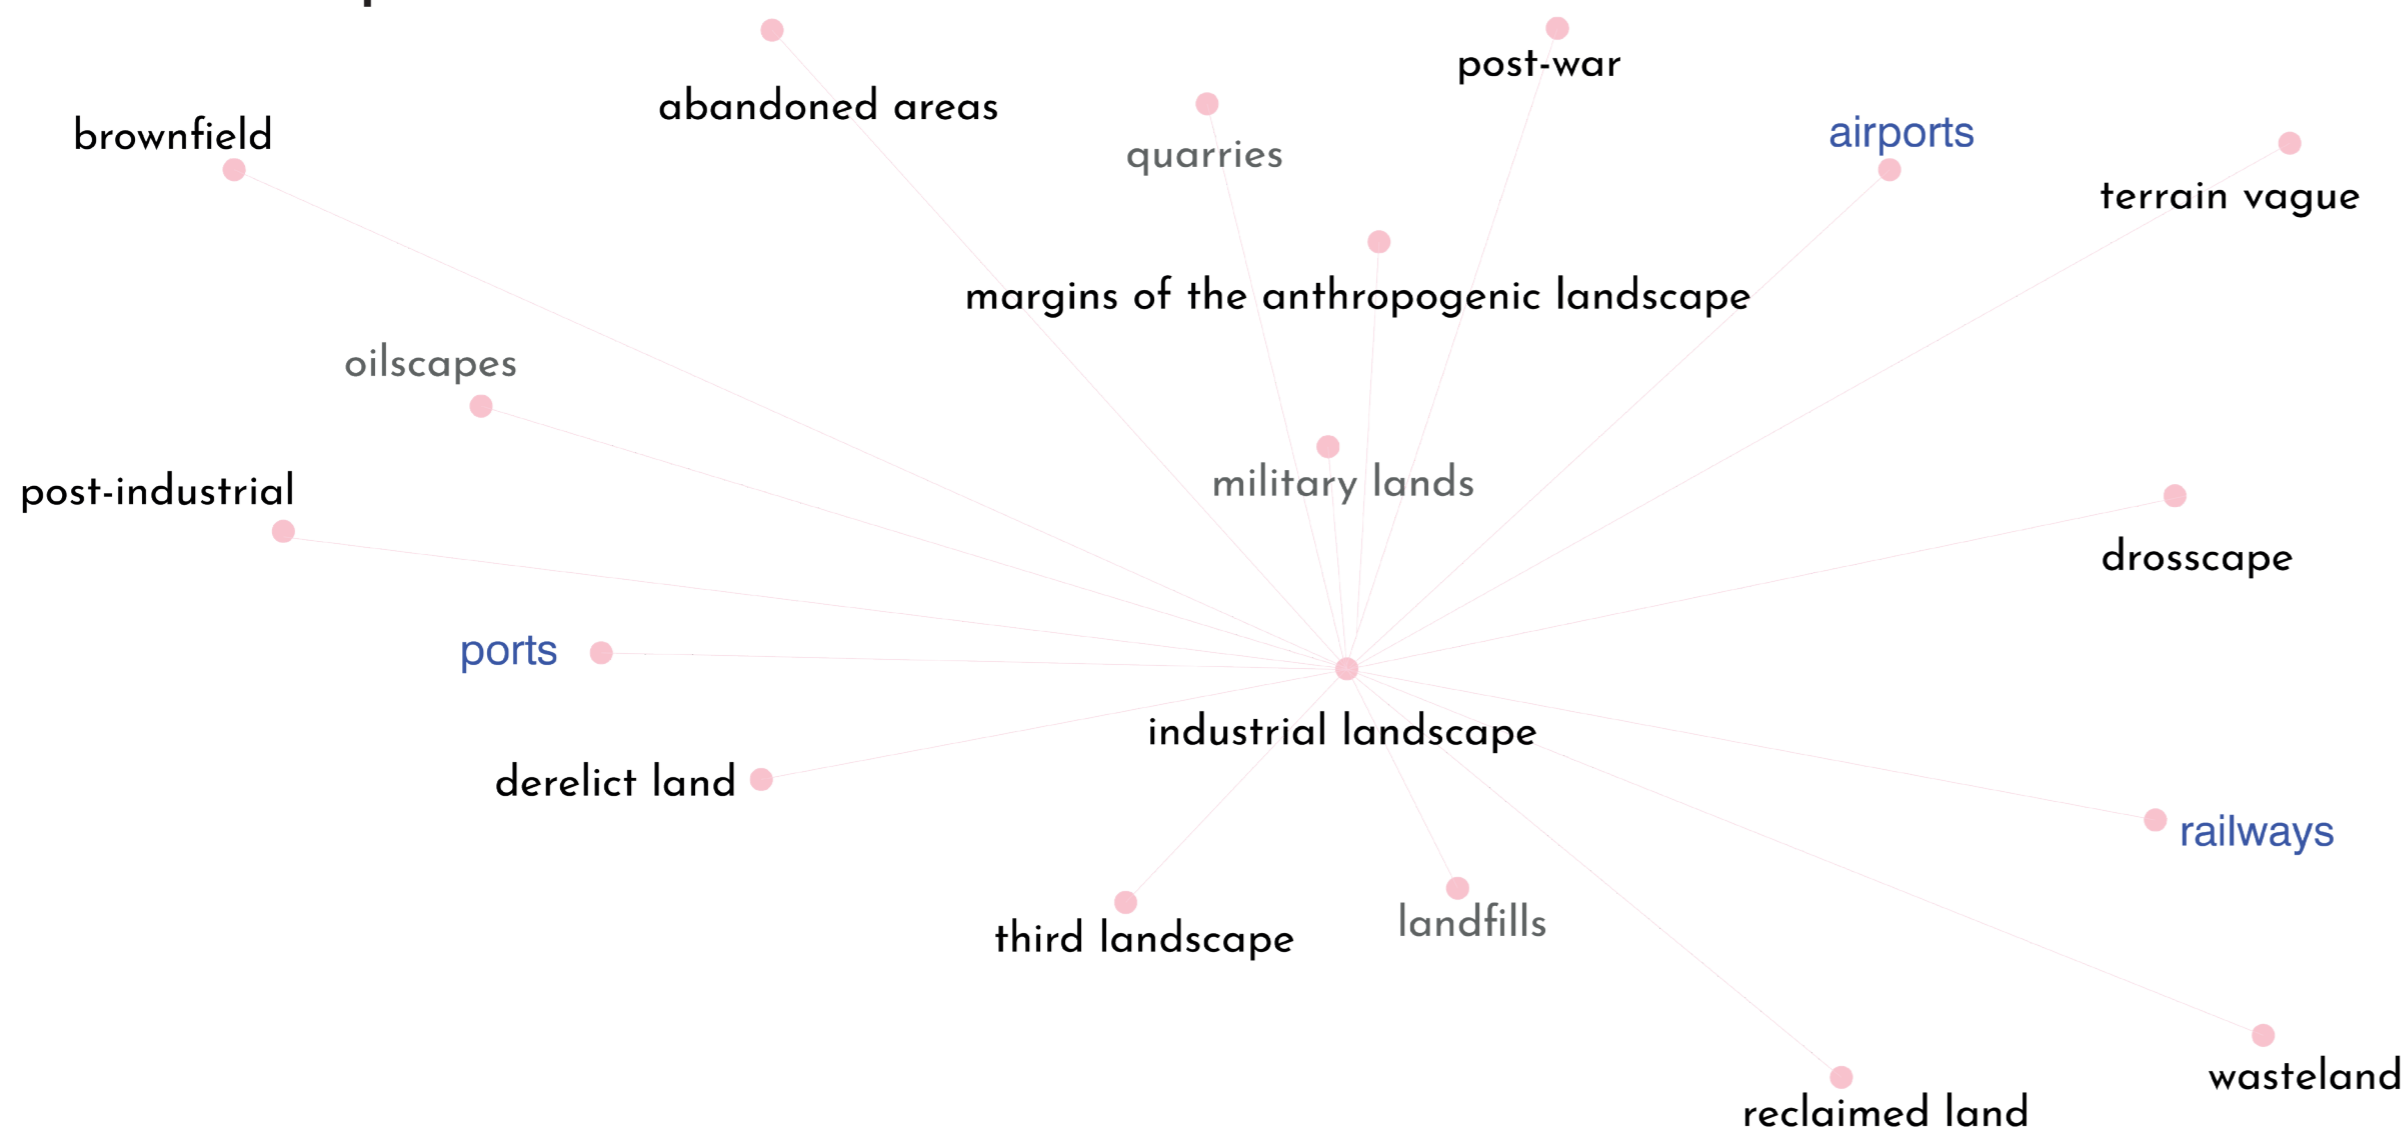 post-war
abandoned areas
airports
brownfield
quarries
terrain vague
margins of the anthropogenic landscape
oilscapes
military lands
post-industrial
drosscape
ports
industrial landscape
derelict land
railways
landfills
third landscape
wasteland
reclaimed land